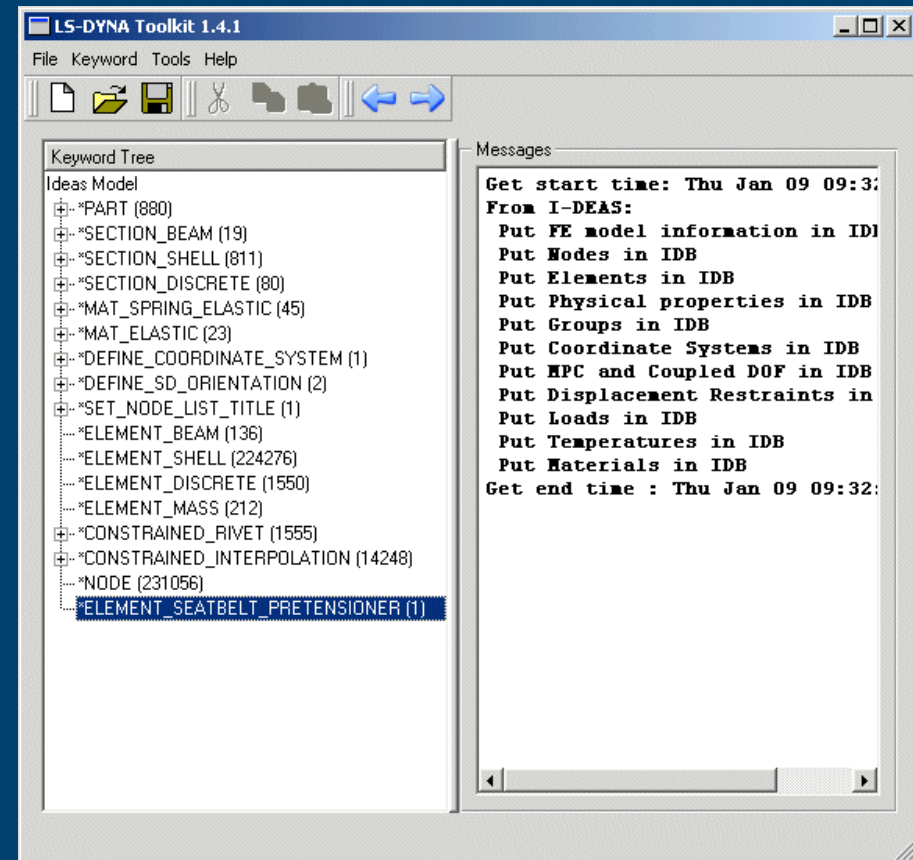 LS-DYNA Toolkit 1.4.1
File Keyword Tools Help
Keyword Tree
Ideas Model
*PART (880)
*SECTION_BEAM (19)
*SECTION_SHELL (811)
*SECTION_DISCRETE (80)
*MAT_SPRING_ELASTIC (45)
*MAT_ELASTIC (23)
*DEFINE_COORDINATE_SYSTEM (1)
*DEFINE_SD_ORIENTATION (2)
*SET_NODE_LIST_TITLE (1)
*ELEMENT_BEAM (136)
*ELEMENT_SHELL (224276)
*ELEMENT_DISCRETE (1550)
*ELEMENT_MASS (212)
*CONSTRAINED_RIVET (1555)
*CONSTRAINED_INTERPOLATION (14248)
*NODE (231056)
*ELEMENT_SEATBELT_PRETENSIONER (1)
Messages
Get start time: Thu Jan 09 09:32
From I-DEAS:
Put FE model information in
Put Nodes in IDB
Put Elements in IDB
Put Physical properties in IDB
Put Groups in IDB
Put Coordinate Systems in IDB
Put MPC and Coupled DOF in IDB
Put Displacement Restraints in
Put Loads in IDB
Put Temperatures in IDB
Put Materials in IDB
Get end time : Thu Jan 09 09:32: